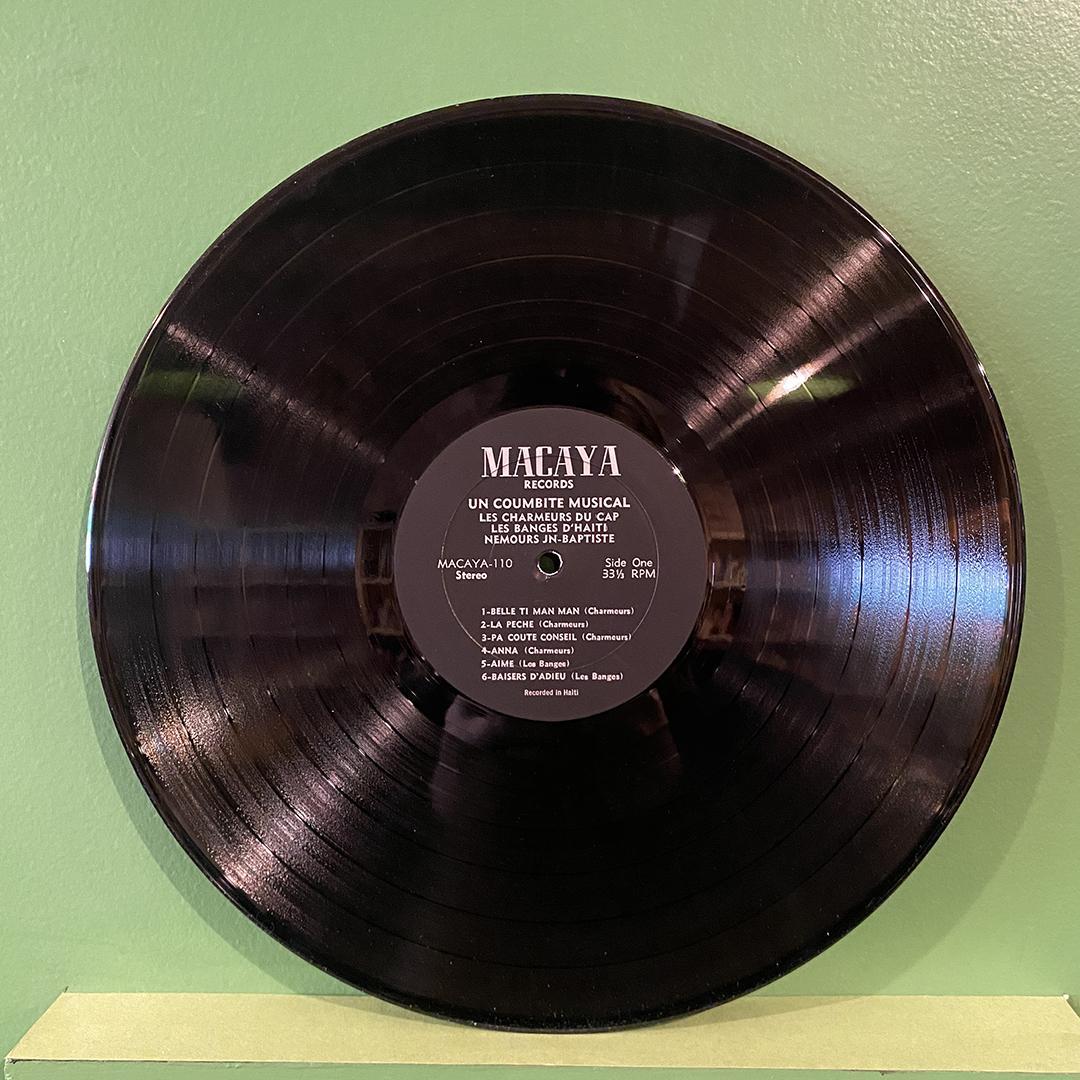 MACAYA
RECORDS
UN COUMBITE MUSICAL
LES CHARMEURS DU CAP
LES BANGES D'HAITI
NEMOURS JN-BAPTISTE
MACAYA-110 Side One
Stereo 33⅓ RPM
1-BELLE TI MAN MAN (Charmeurs)
2-LA PECHE (Charmeurs)
3-PA COUTE CONSEIL (Charmeurs)
4-ANNA (Charmeurs)
5-AIME (Les Banges)
6-BAISERS D'ADIEU (Les Banges)
Recorded in Haiti